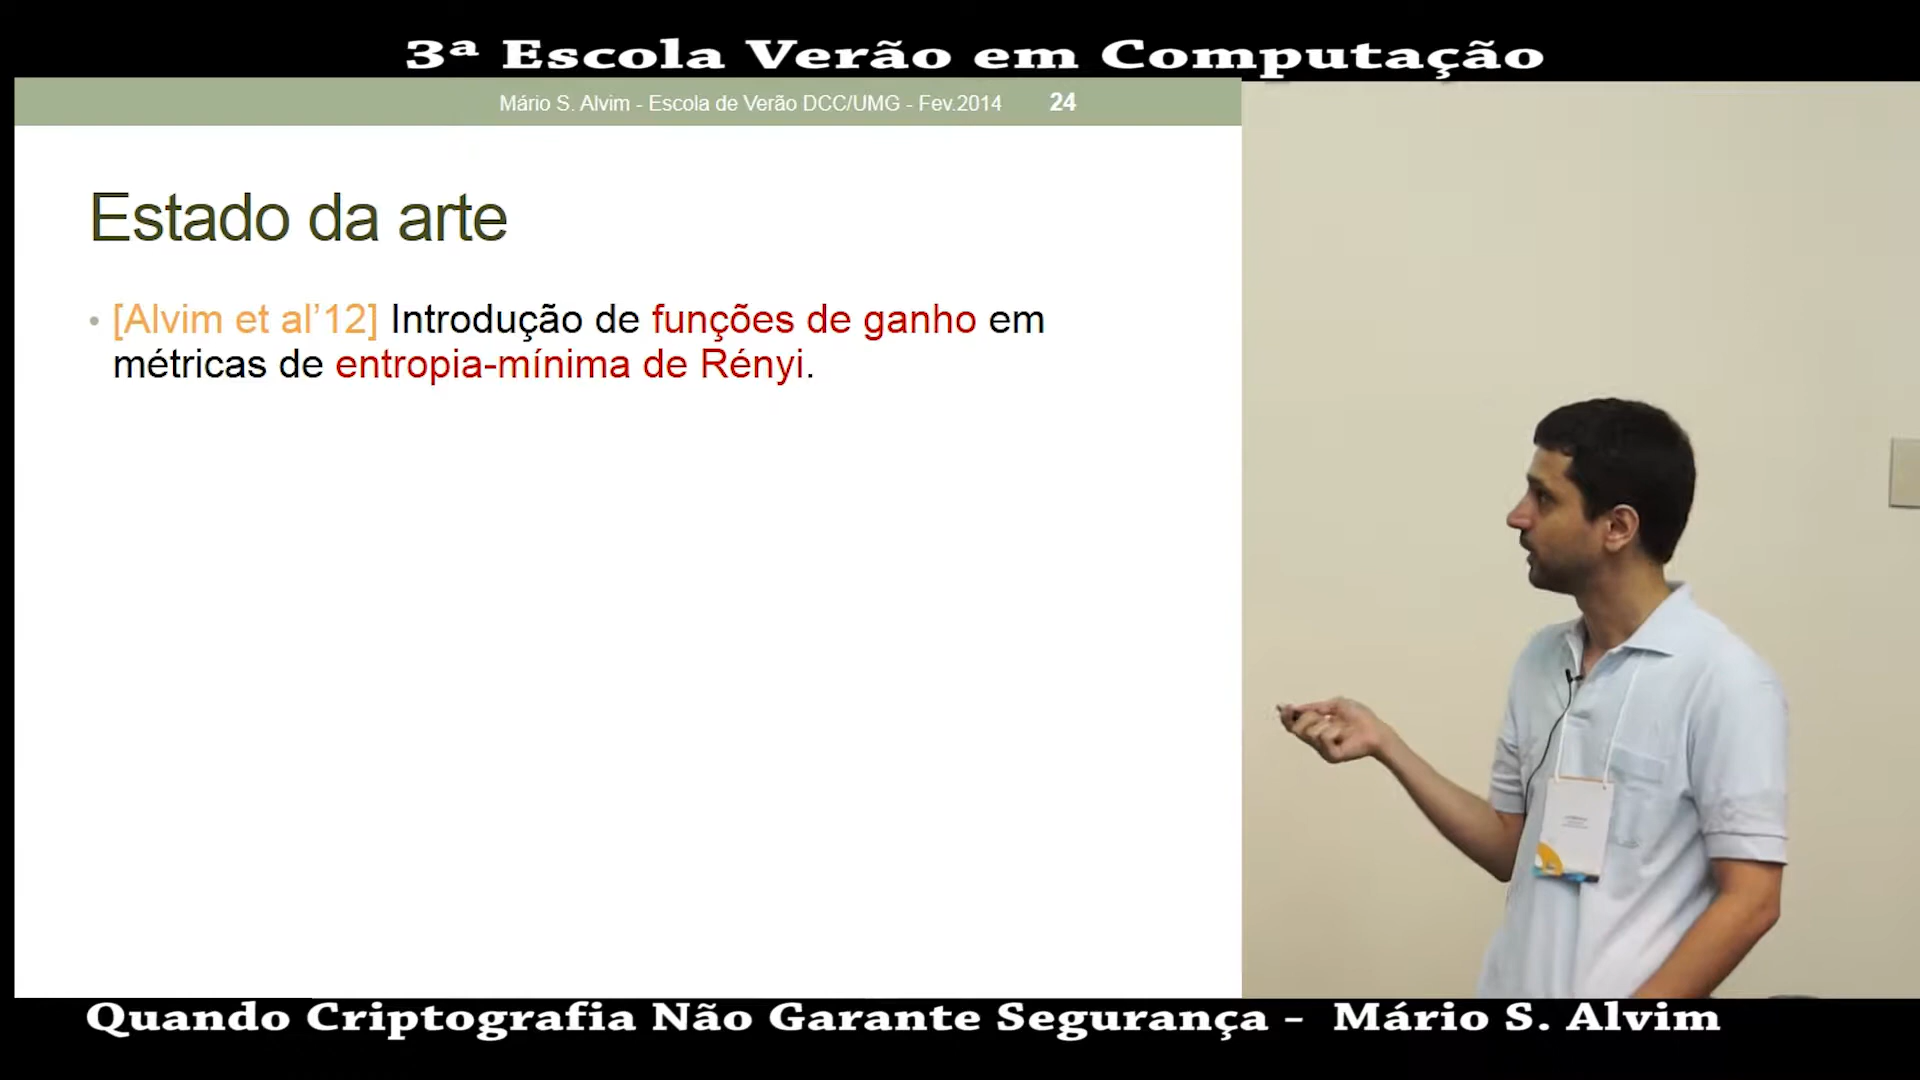 3ª Escola Verão em Computação
Mário S. Alvim - Escola de Verão DCC/UMG - Fev.2014 24
Estado da arte
• [Alvim et al’12] Introdução de funções de ganho em
métricas de entropia-mínima de Rényi.
Quando Criptografia Não Garante Segurança - Mário S. Alvim